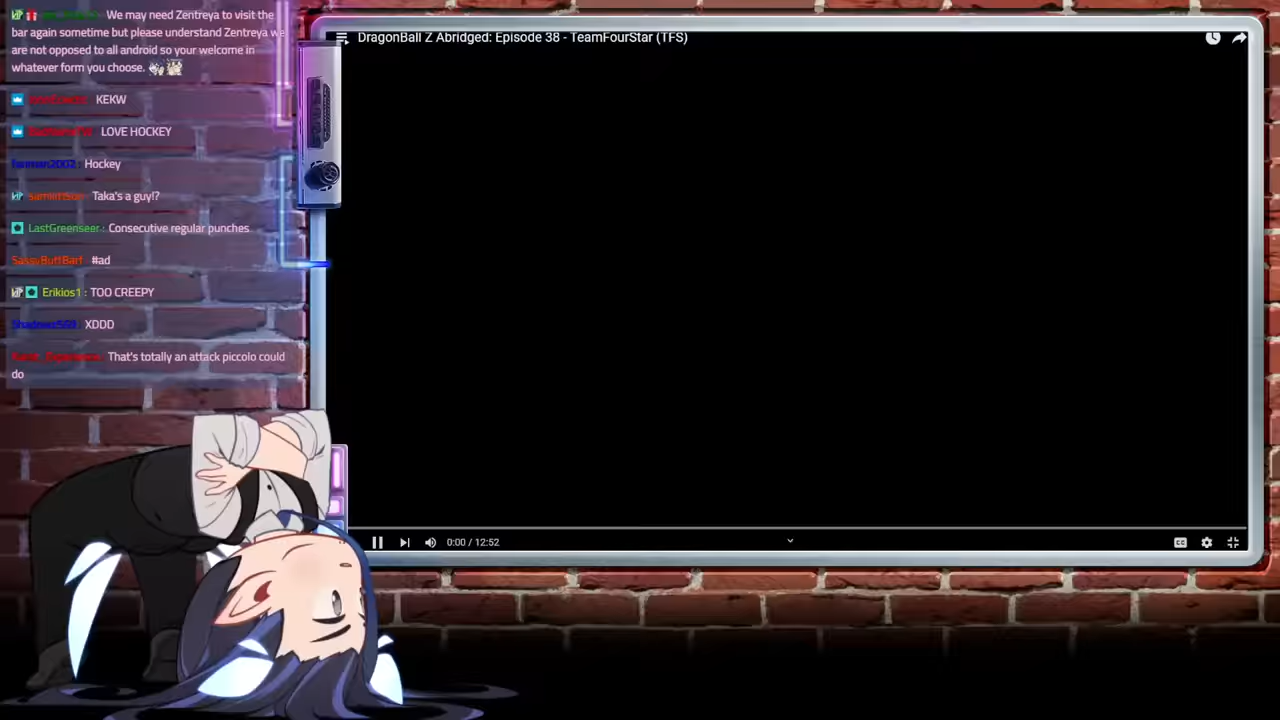 We may need Zentreya to visit the
bar again sometime but please understand Zentreya we
are not opposed to all android so your welcome in
whatever form you choose.
KEKW
LOVE HOCKEY
fanman2002 : Hockey
Taka's a guy!?
LastGreenseer : Consecutive regular punches
SassyButtBarf #ad
Erikios1 : TOO CREEPY
XDDD
That's totally an attack piccolo could
do
DragonBall Z Abridged: Episode 38 - TeamFourStar (TFS)
0:00 / 12:52
CC